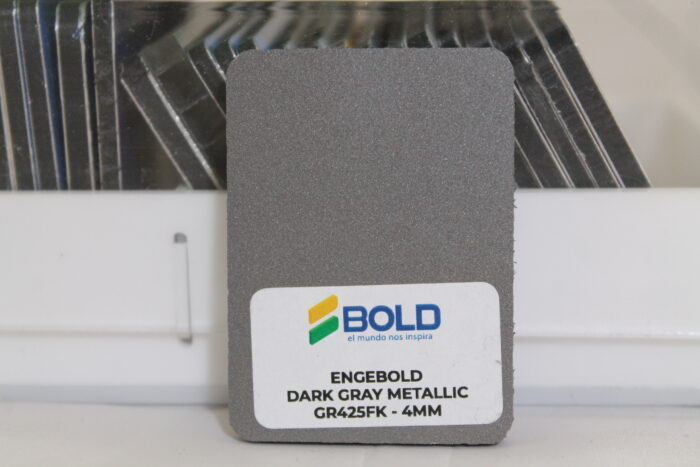 BOLD
el mundo nos inspira
ENGEBOLD
DARK GRAY METALLIC
GR425FK - 4MM